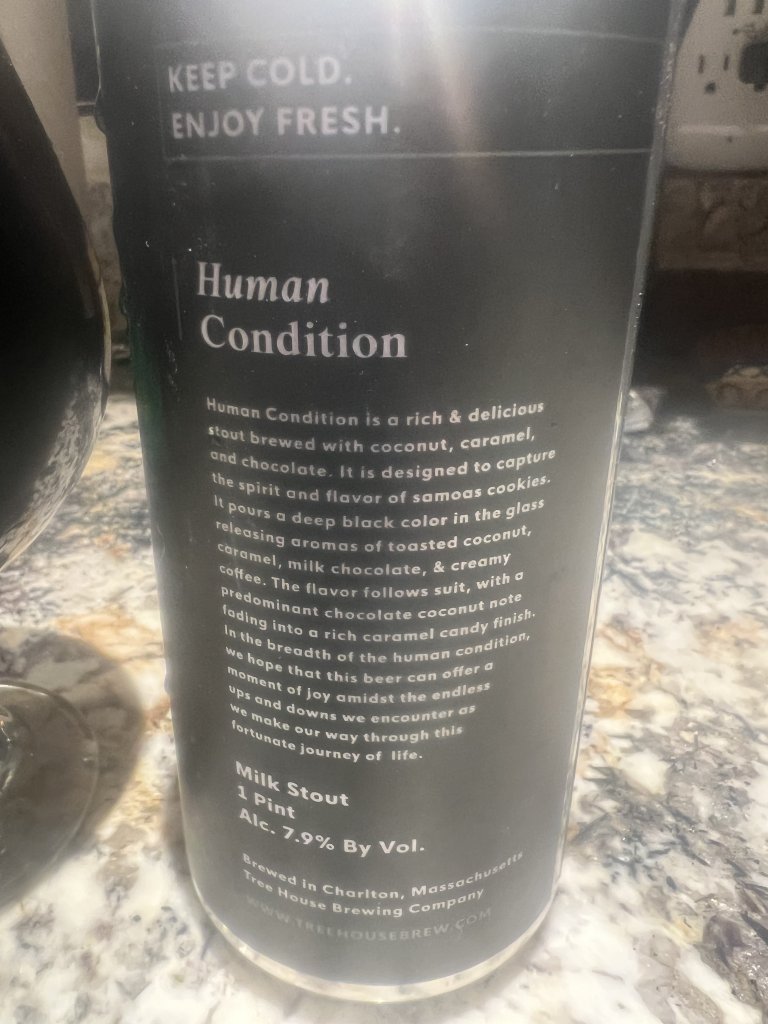 KEEP COLD.
ENJOY FRESH.
Human
Condition
Human Condition is a rich & delicious
stout brewed with coconut, caramel,
and chocolate. It is designed to capture
the spirit and flavor of samoas cookies.
It pours a deep black color in the glass
releasing aromas of toasted coconut,
caramel, milk chocolate, & creamy
coffee. The flavor follows suit, with a
predominant chocolate coconut note
fading into a rich caramel candy finish.
In the breadth of the human condition,
we hope that this beer can offer a
moment of joy amidst the endless
ups and downs we encounter as
we make our way through this
fortunate journey of life.
Milk Stout
1 Pint
Alc. 7.9% By Vol.
Brewed in Charlton, Massachusetts
Tree House Brewing Company
WWW.TREEHOUSEBREW.COM